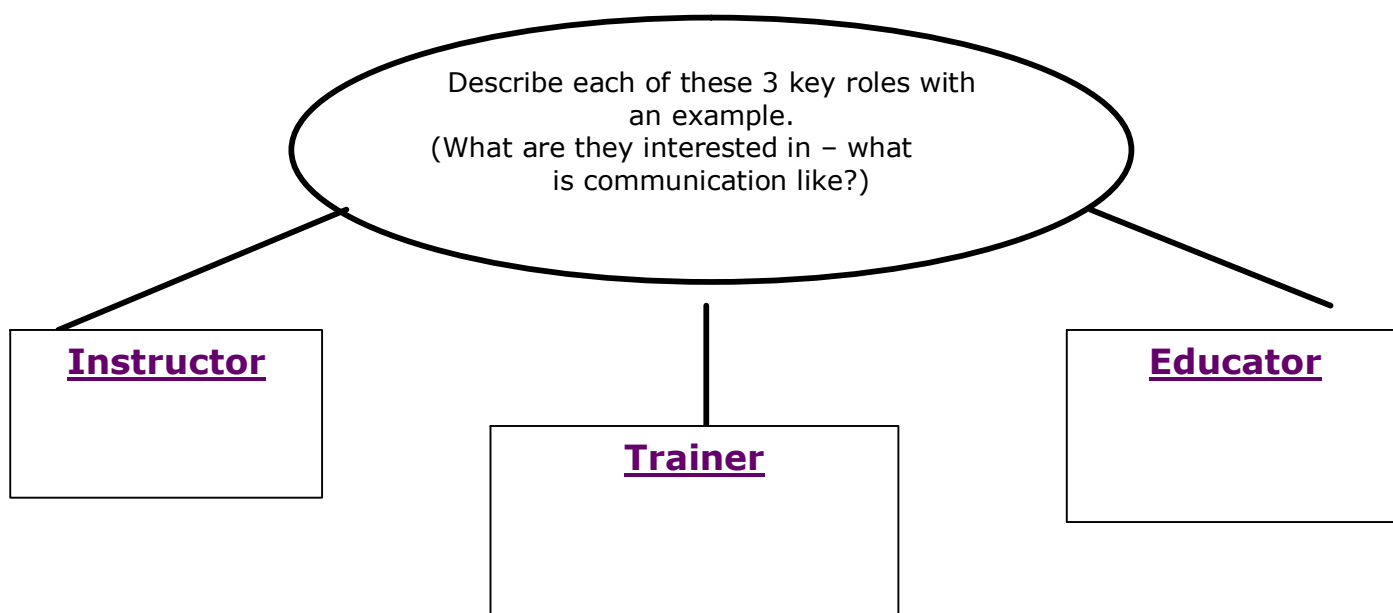 Describe each of these 3 key roles with
an example.
(What are they interested in – what
is communication like?)
Instructor
Trainer
Educator